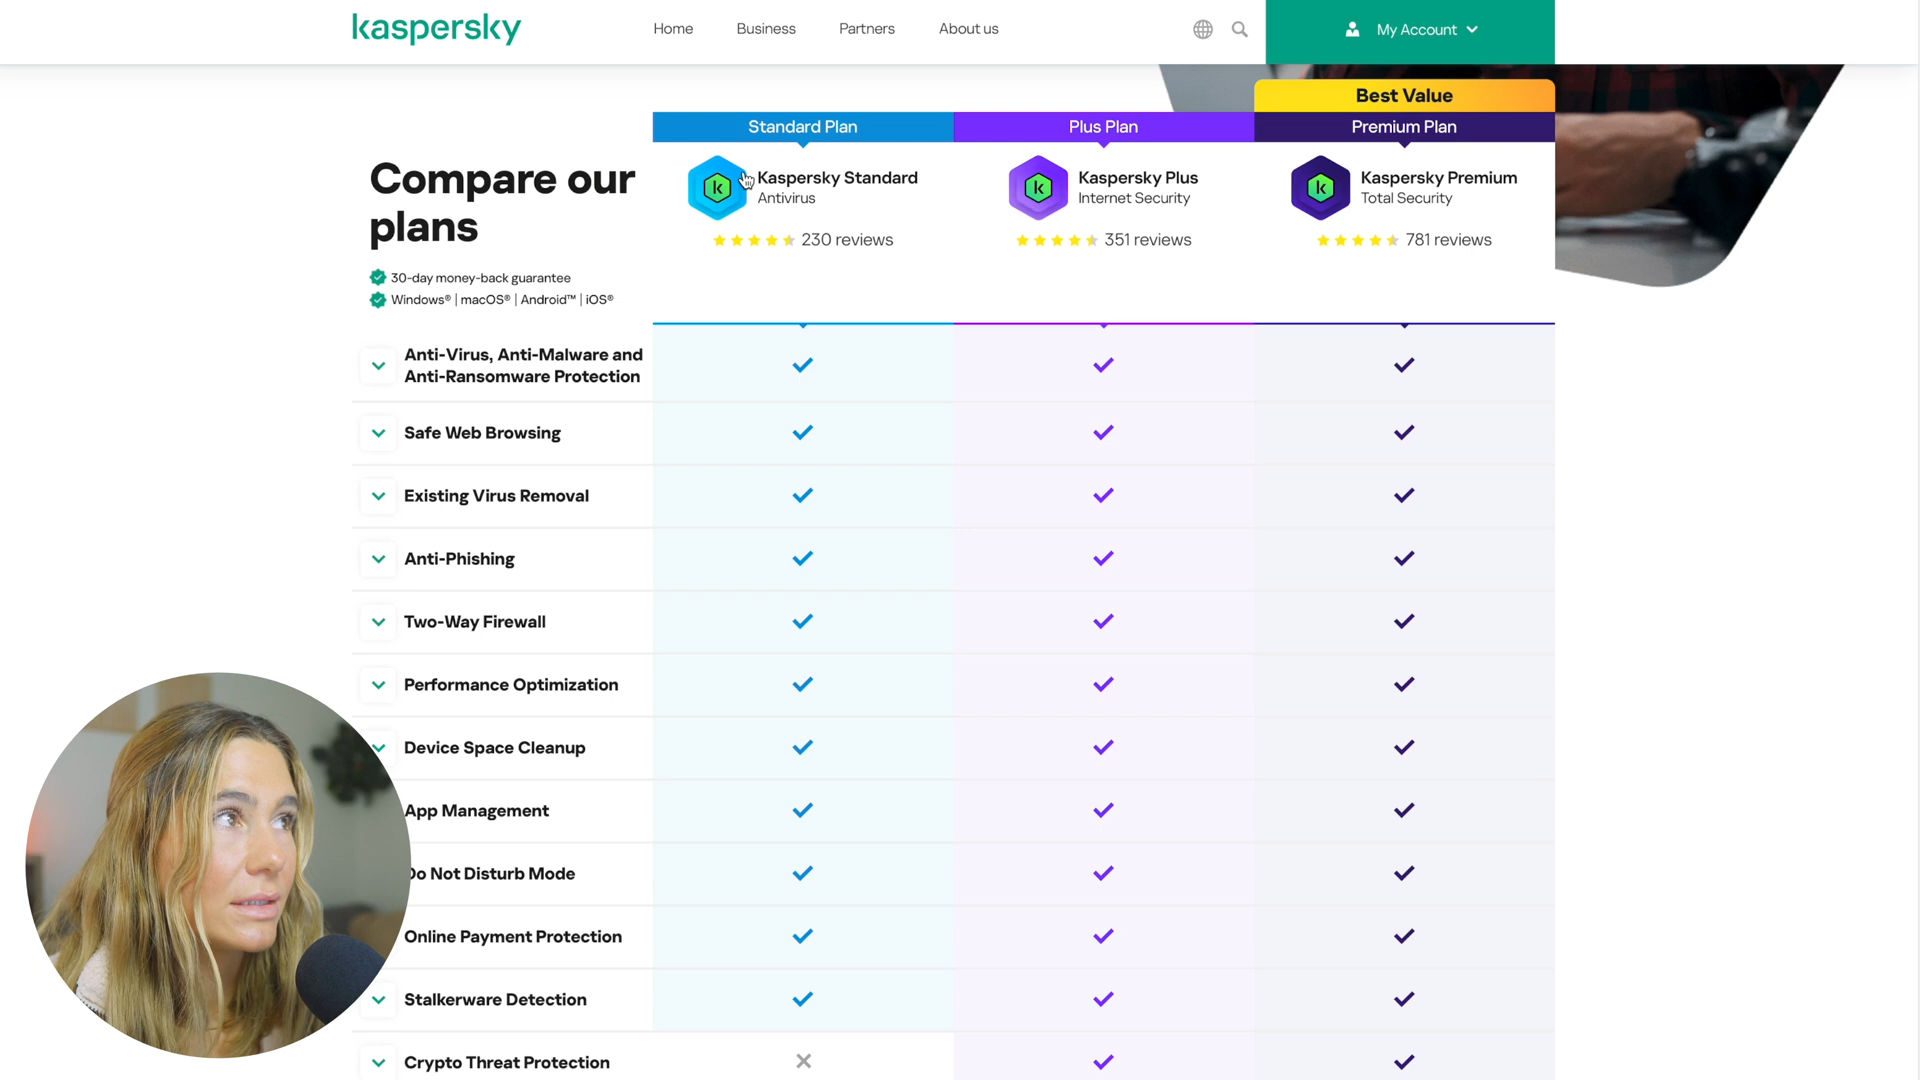 kaspersky
Home
Business
Partners
About us
My Account
Best Value
Standard Plan
Plus Plan
Premium Plan
Compare our
plans
30-day money-back guarantee
Windows® | macOS® | Android™ | iOS®
Kaspersky Standard
Antivirus
230 reviews
Kaspersky Plus
Internet Security
351 reviews
Kaspersky Premium
Total Security
781 reviews
Anti-Virus, Anti-Malware and
Anti-Ransomware Protection
Safe Web Browsing
Existing Virus Removal
Anti-Phishing
Two-Way Firewall
Performance Optimization
Device Space Cleanup
App Management
Do Not Disturb Mode
Online Payment Protection
Stalkerware Detection
Crypto Threat Protection